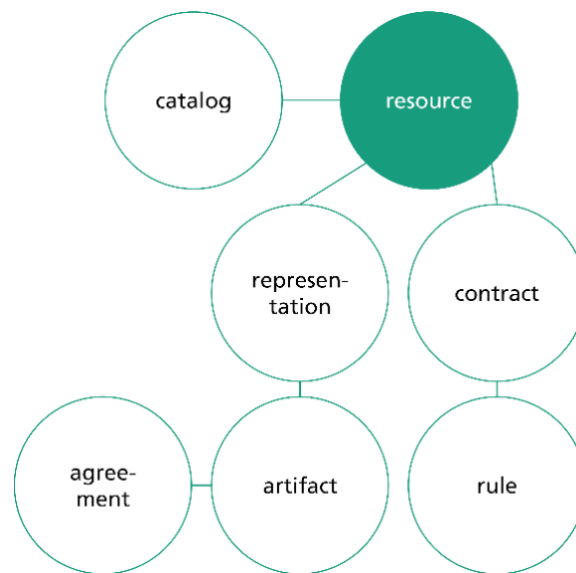 catalog
resource
represen-
tation
contract
agree-
ment
artifact
rule